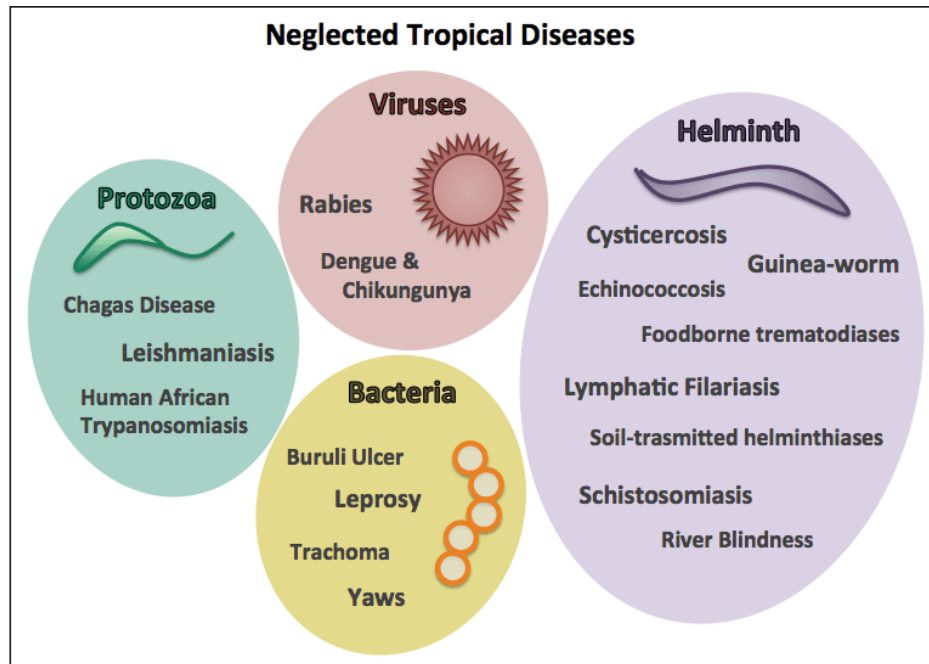 Neglected Tropical Diseases
Viruses
Rabies
Dengue &
Chikungunya
Protozoa
Chagas Disease
Leishmaniasis
Human African
Trypanosomiasis
Bacteria
Buruli Ulcer
Leprosy
Trachoma
Yaws
Helminth
Cysticercosis
Guinea-worm
Echinococcosis
Foodborne trematodiases
Lymphatic Filariasis
Soil-trasmitted helminthiases
Schistosomiasis
River Blindness